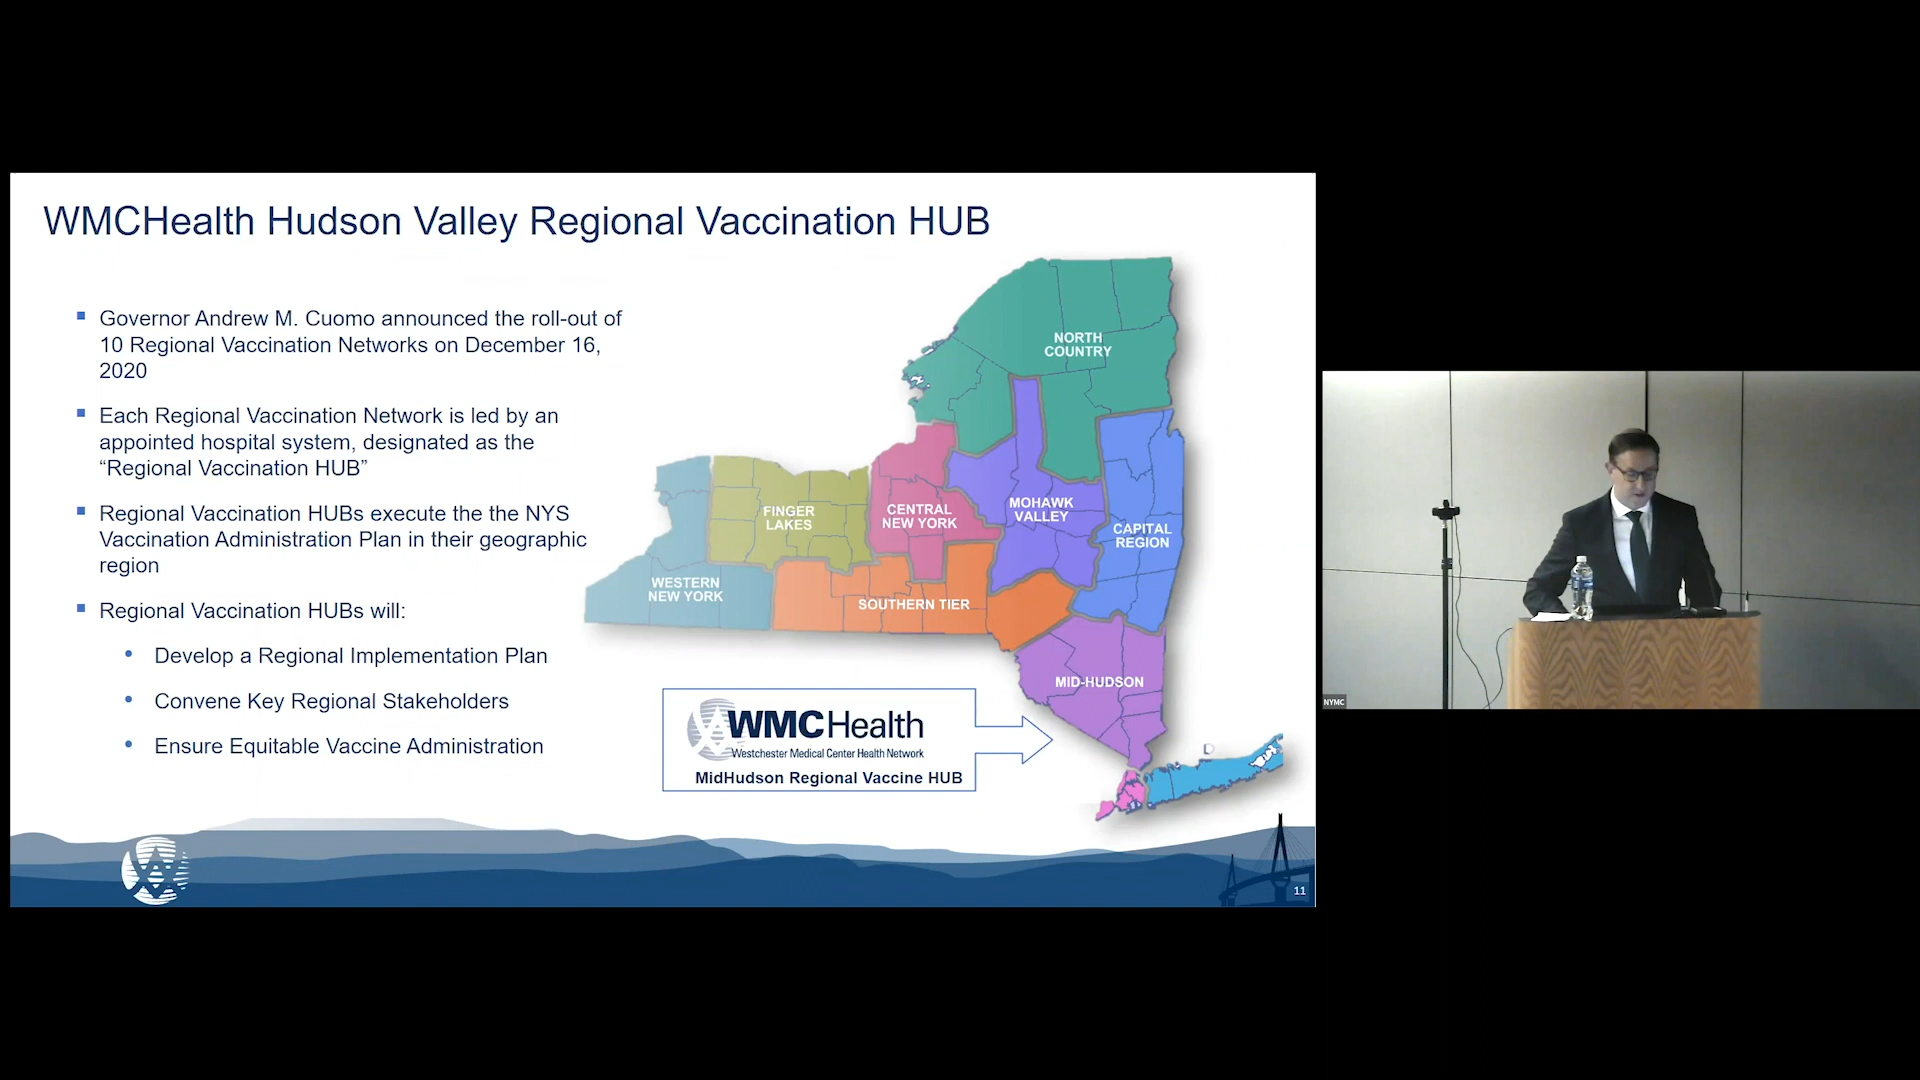 WMCHealth Hudson Valley Regional Vaccination HUB
Governor Andrew M. Cuomo announced the roll-out of
10 Regional Vaccination Networks on December 16,
2020
Each Regional Vaccination Network is led by an
appointed hospital system, designated as the
“Regional Vaccination HUB”
Regional Vaccination HUBs execute the the NYS
Vaccination Administration Plan in their geographic
region
Regional Vaccination HUBs will:
Develop a Regional Implementation Plan
Convene Key Regional Stakeholders
Ensure Equitable Vaccine Administration
NORTH
COUNTRY
FINGER
LAKES
CENTRAL
NEW YORK
MOHAWK
VALLEY
CAPITAL
REGION
WESTERN
NEW YORK
SOUTHERN TIER
MID-HUDSON
WMCHealth
Westchester Medical Center Health Network
MidHudson Regional Vaccine HUB
11
NYMC